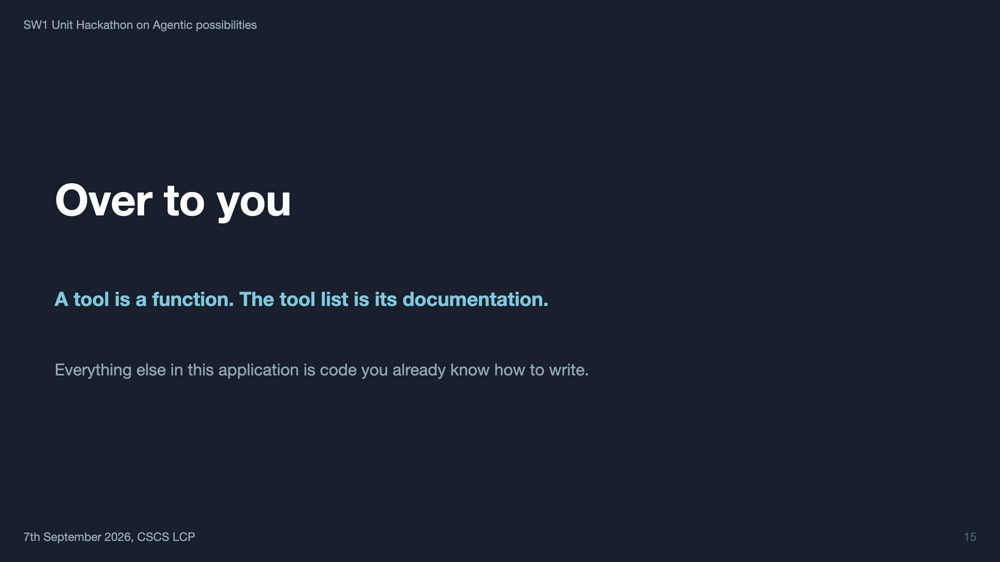 SW1 Unit Hackathon on Agentic possibilities
Over to you
A tool is a function. The tool list is its documentation.
Everything else in this application is code you already know how to write.
7th September 2026, CSCS LCP
15